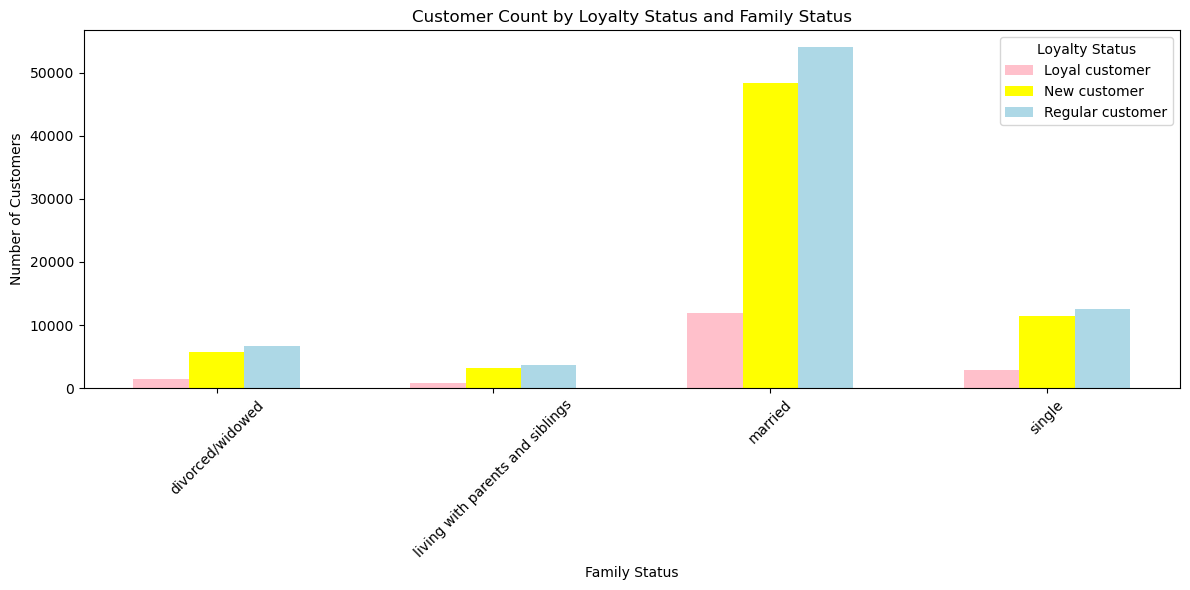 Customer Count by Loyalty Status and Family Status
Loyalty Status
Loyal customer
New customer
Regular customer
Number of Customers
50000
40000
30000
20000
10000
0
divorced/widowed
living with parents and siblings
married
single
Family Status